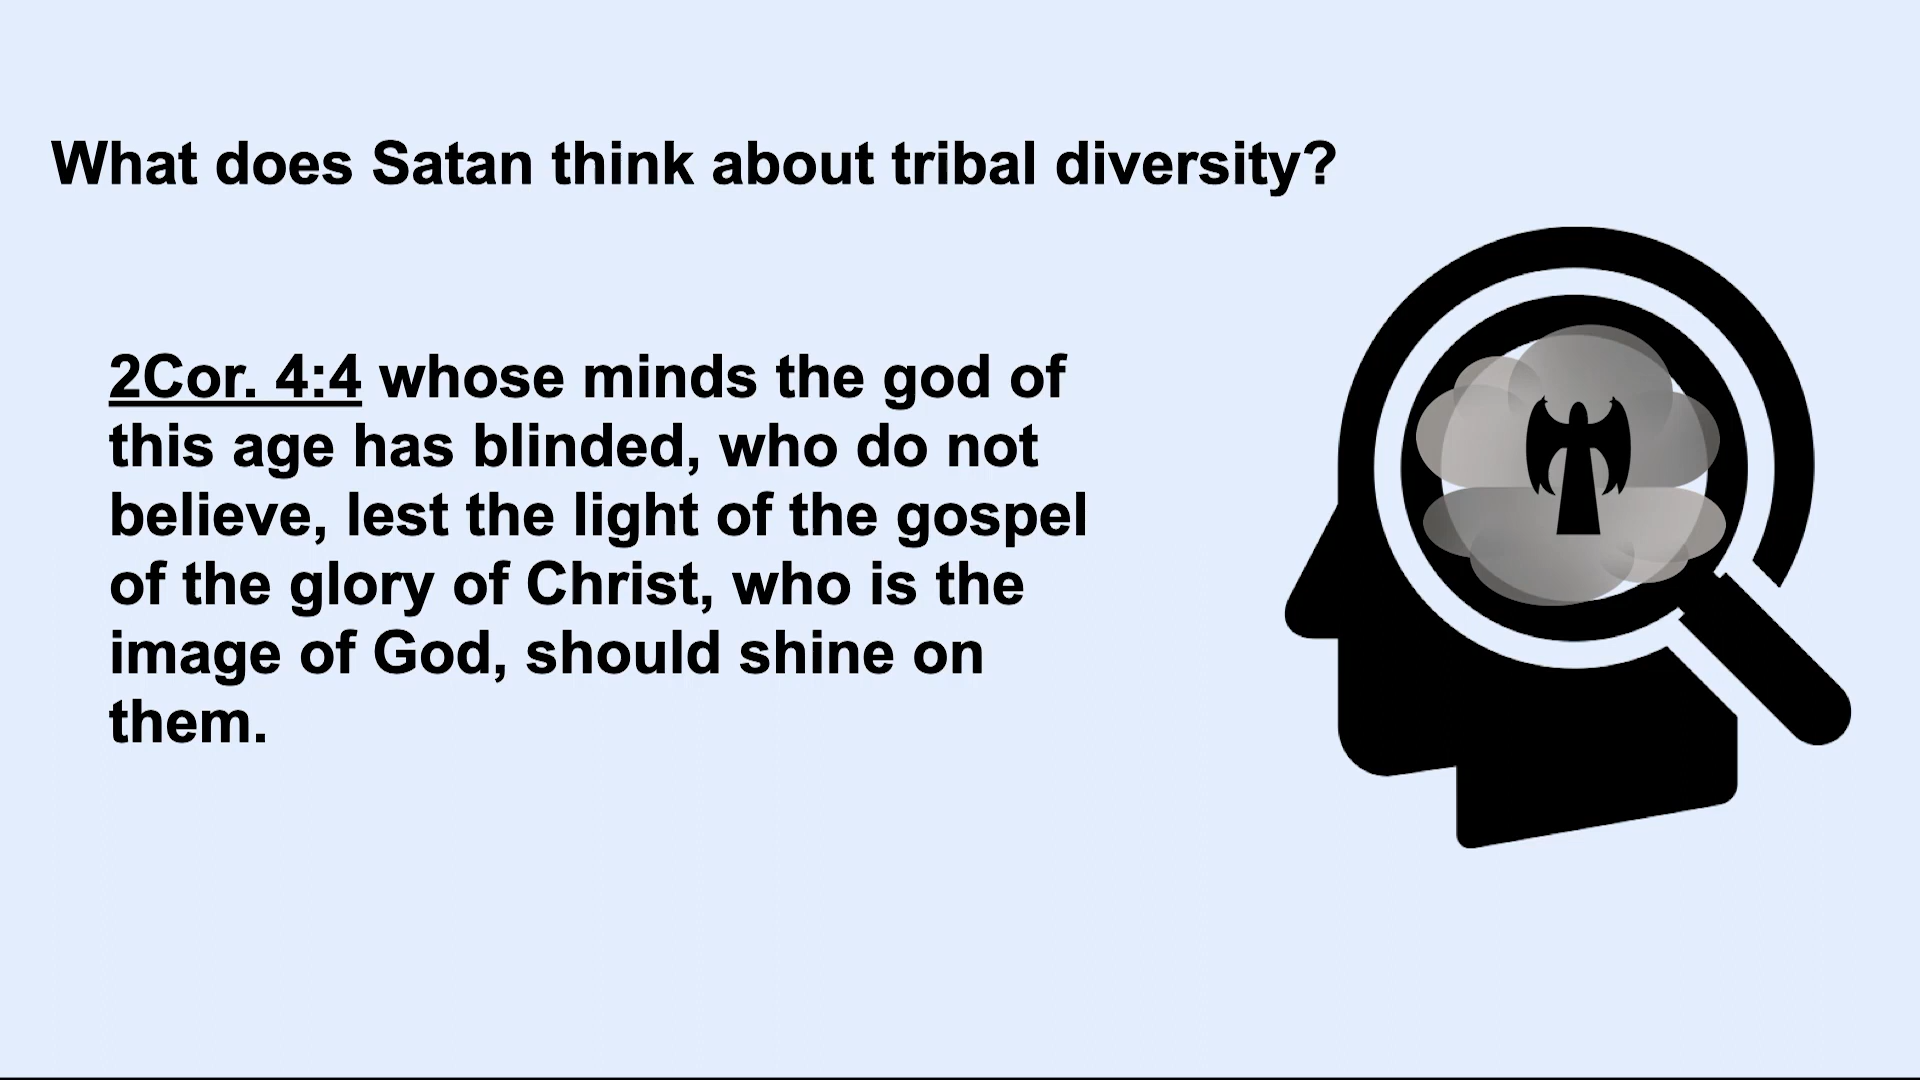 What does Satan think about tribal diversity?
2Cor. 4:4 whose minds the god of
this age has blinded, who do not
believe, lest the light of the gospel
of the glory of Christ, who is the
image of God, should shine on
them.